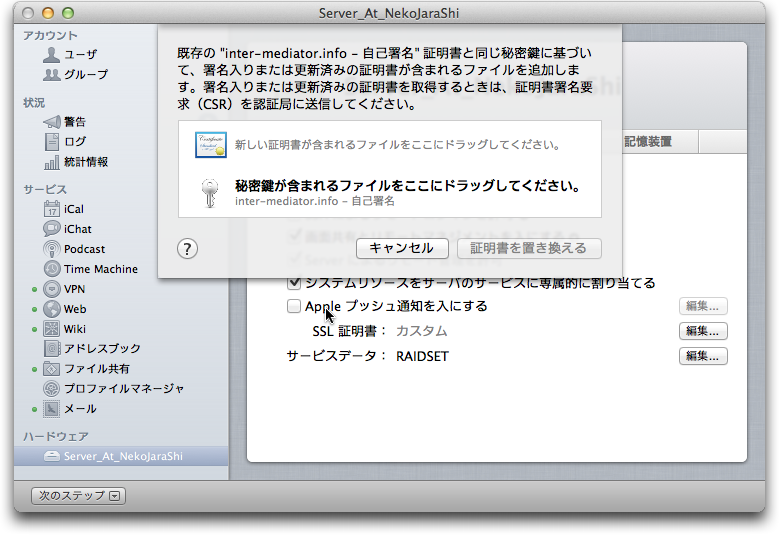 Server_At_NekoJaraShi
アカウント
ユーザ
グループ
状況
警告
ログ
統計情報
サービス
iCal
iChat
Podcast
Time Machine
VPN
Web
Wiki
アドレスブック
ファイル共有
プロファイルマネージャ
メール
ハードウェア
Server_At_NekoJaraShi
次のステップ
既存の "inter-mediator.info – 自己署名" 証明書と同じ秘密鍵に基づい
て、署名入りまたは更新済みの証明書が含まれるファイルを追加しま
す。署名入りまたは更新済みの証明書を取得するときは、証明書署名要
求（CSR）を認証局に送信してください。
新しい証明書が含まれるファイルをここにドラッグしてください。
秘密鍵が含まれるファイルをここにドラッグしてください。
inter-mediator.info – 自己署名
?
キャンセル
証明書を置き換える
記憶装置
システムリソースをサーバのサービスに専属的に割り当てる
Apple プッシュ通知を入にする
編集...
SSL 証明書： カスタム
編集...
サービスデータ： RAIDSET
編集...